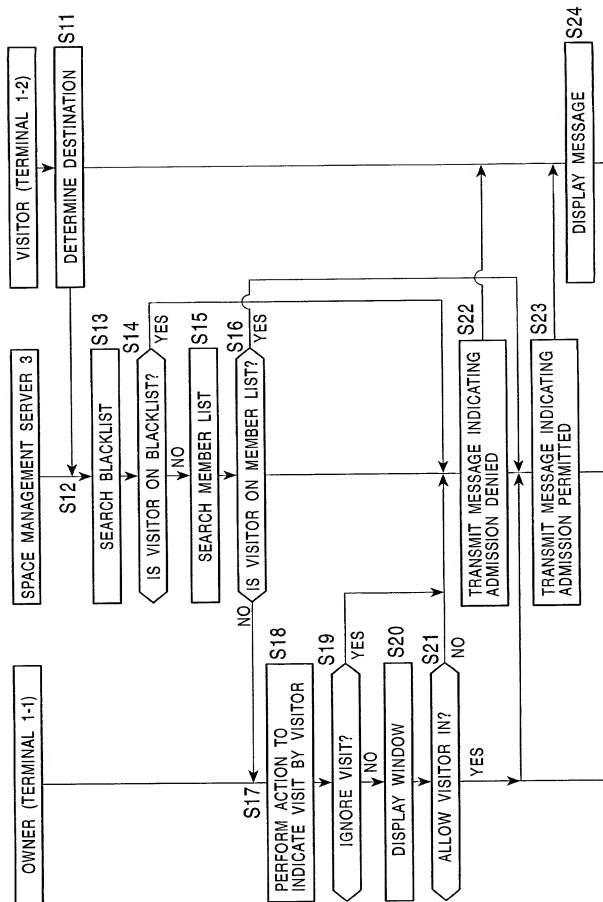 OWNER (TERMINAL 1-1)
SPACE MANAGEMENT SERVER 3
VISITOR (TERMINAL 1-2)
S11
DETERMINE DESTINATION
S12
S13
SEARCH BLACKLIST
S14
IS VISITOR ON BLACKLIST?
YES
NO
S15
SEARCH MEMBER LIST
S16
IS VISITOR ON MEMBER LIST?
YES
NO
S17
S18
PERFORM ACTION TO
INDICATE VISIT BY VISITOR
S19
IGNORE VISIT?
YES
NO
S20
DISPLAY WINDOW
S21
ALLOW VISITOR IN?
NO
YES
S22
TRANSMIT MESSAGE INDICATING
ADMISSION DENIED
S23
TRANSMIT MESSAGE INDICATING
ADMISSION PERMITTED
S24
DISPLAY MESSAGE